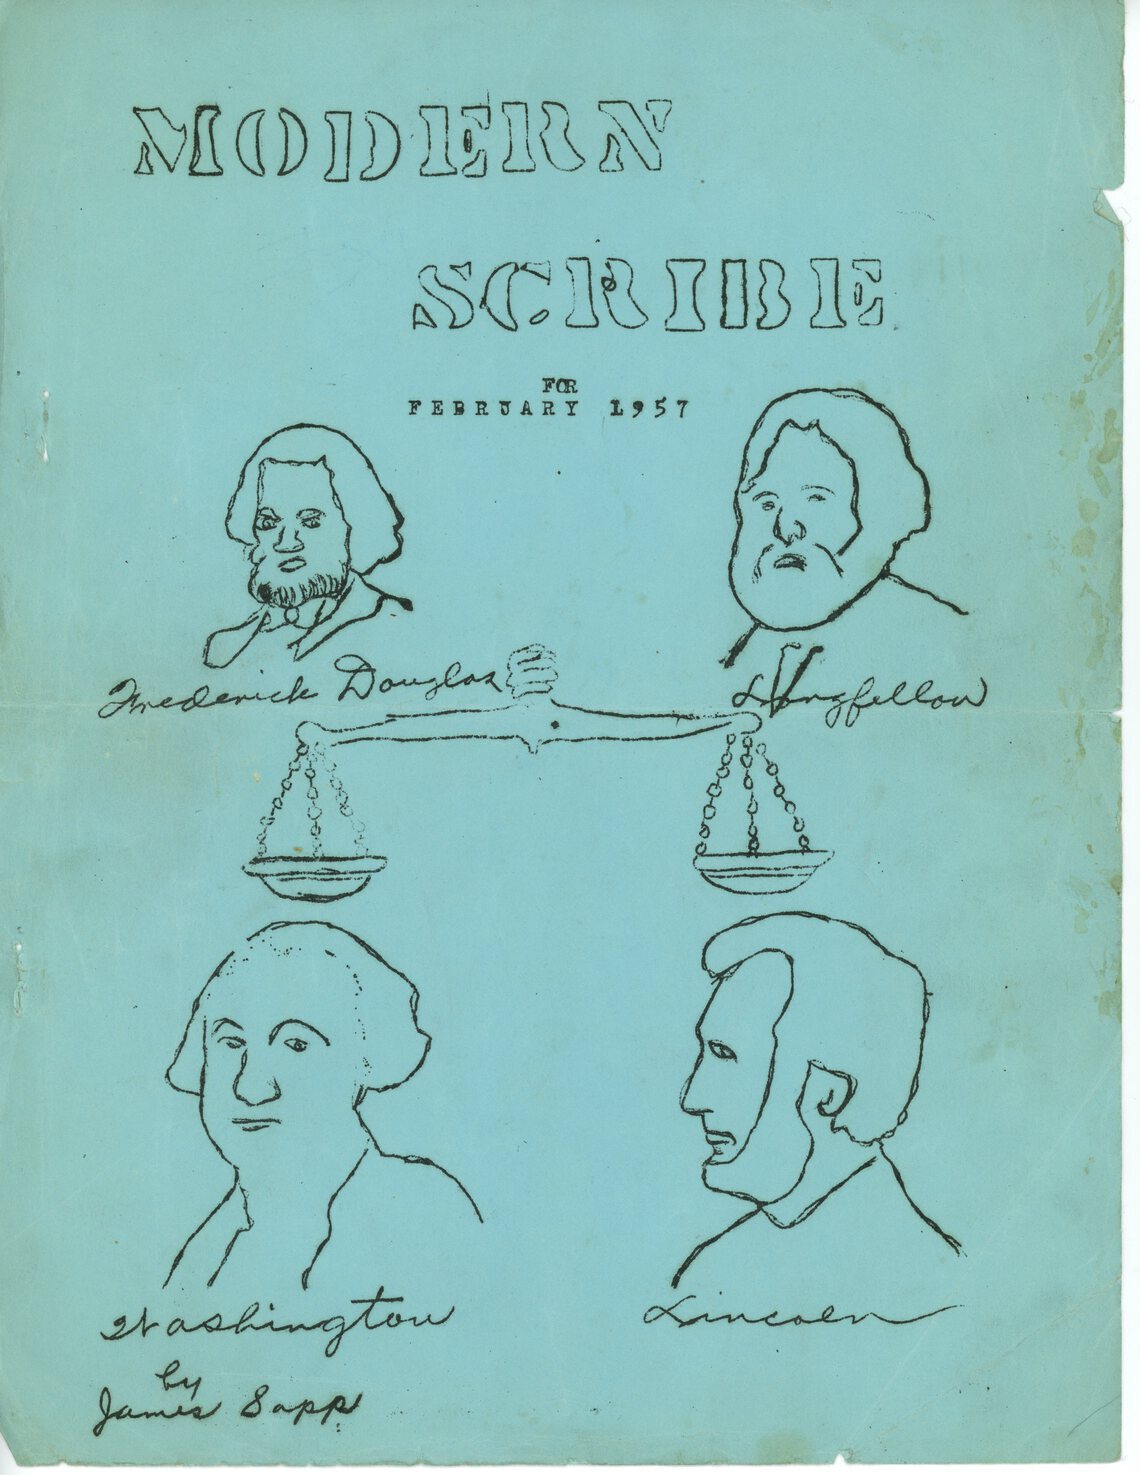 MODERN
SCRIBE
FOR
FEBRUARY 1957
Frederick Douglas
Longfellow
Washington
Lincoln
by
James Sapp